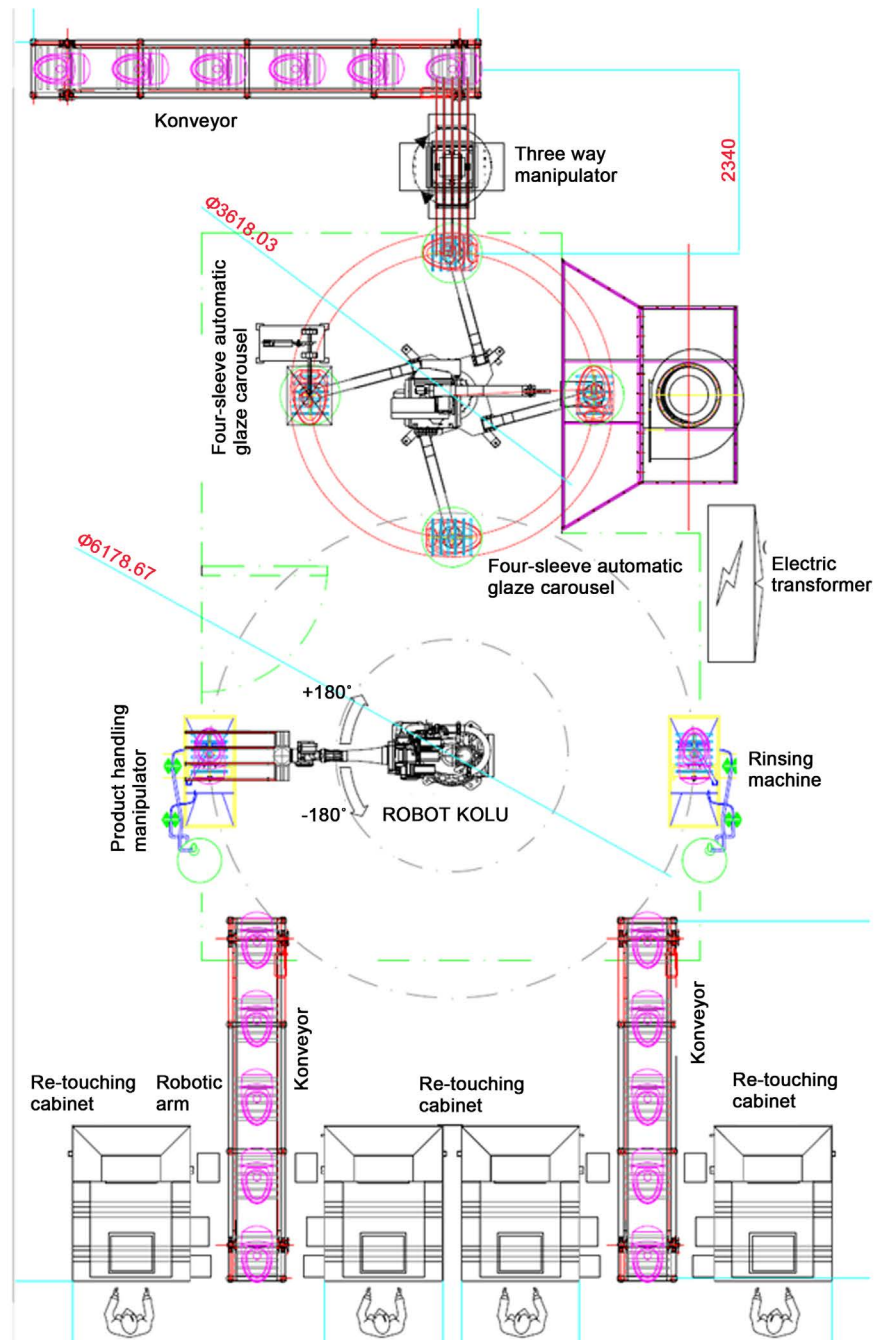 Konveyor
Three way
manipulator
2340
Φ3618.03
Four-sleeve automatic
glaze carousel
Four-sleeve automatic
glaze carousel
Electric
transformer
Φ6178.67
+180°
-180°
ROBOT KOLU
Product handling
manipulator
Rinsing
machine
Konveyor
Konveyor
Re-touching
cabinet
Robotic
arm
Re-touching
cabinet
Re-touching
cabinet